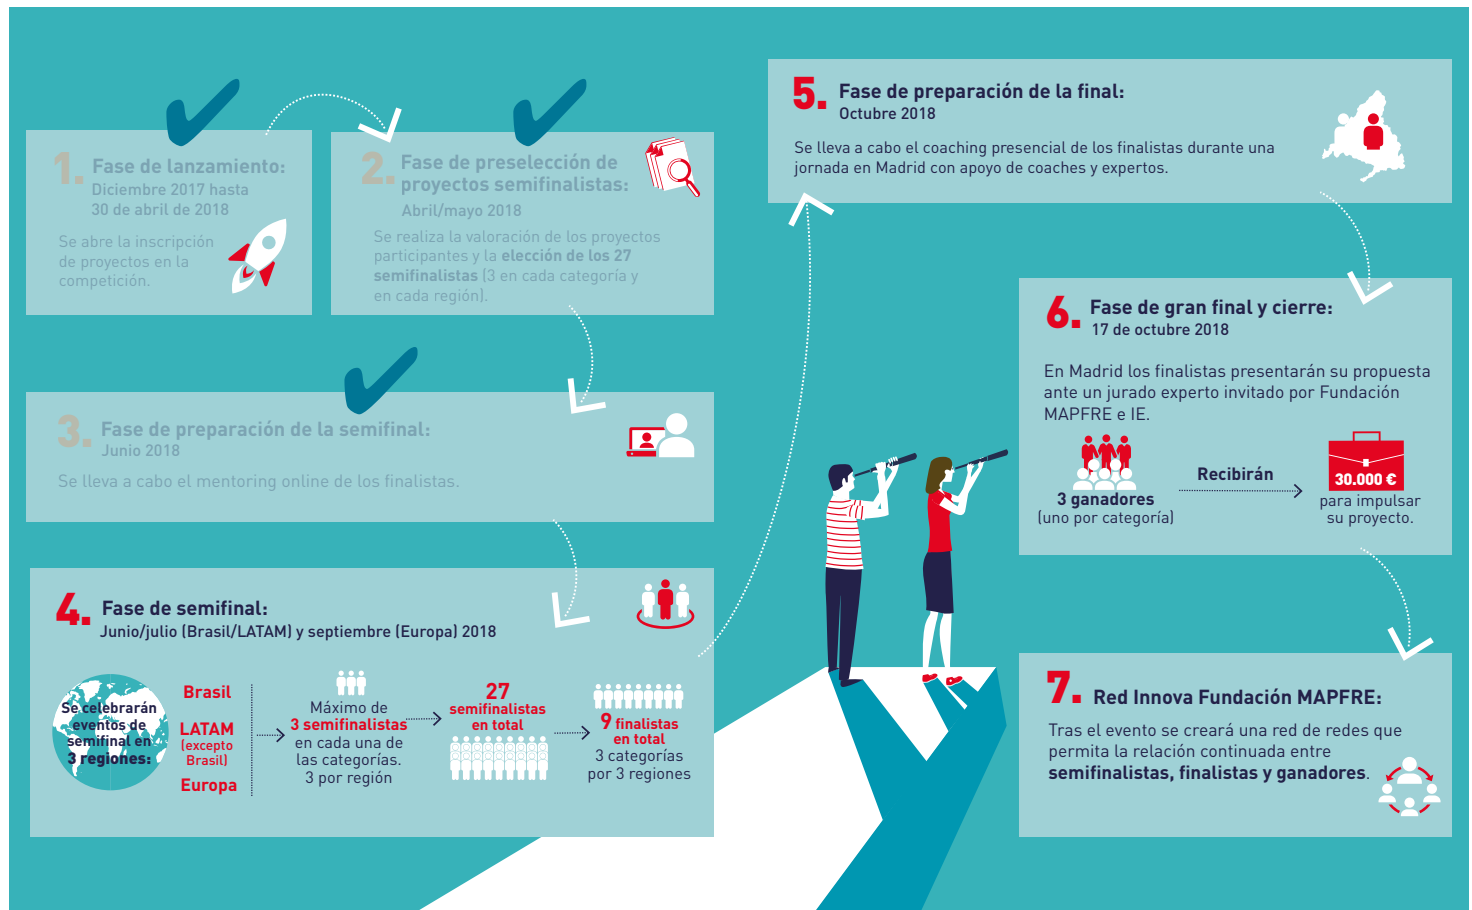 1. Fase de lanzamiento:
Diciembre 2017 hasta
30 de abril de 2018
Se abre la inscripción
de proyectos en la
competición.
2. Fase de preselección de
proyectos semifinalistas:
Abril/mayo 2018
Se realiza la valoración de los proyectos
participantes y la elección de los 27
semifinalistas (3 en cada categoría y
en cada región).
3. Fase de preparación de la semifinal:
Junio 2018
Se lleva a cabo el mentoring online de los finalistas.
4. Fase de semifinal:
Junio/julio (Brasil/LATAM) y septiembre (Europa) 2018
Se celebrarán
eventos de
semifinal en
3 regiones:
Brasil
LATAM
(excepto
Brasil)
Europa
Máximo de
3 semifinalistas
en cada una de
las categorías.
3 por región
27
semifinalistas
en total
9 finalistas
en total
3 categorías
por 3 regiones
5. Fase de preparación de la final:
Octubre 2018
Se lleva a cabo el coaching presencial de los finalistas durante una
jornada en Madrid con apoyo de coaches y expertos.
6. Fase de gran final y cierre:
17 de octubre 2018
En Madrid los finalistas presentarán su propuesta
ante un jurado experto invitado por Fundación
MAPFRE e IE.
3 ganadores
(uno por categoría)
Recibirán
30.000 €
para impulsar
su proyecto.
7. Red Innova Fundación MAPFRE:
Tras el evento se creará una red de redes que
permita la relación continuada entre
semifinalistas, finalistas y ganadores.